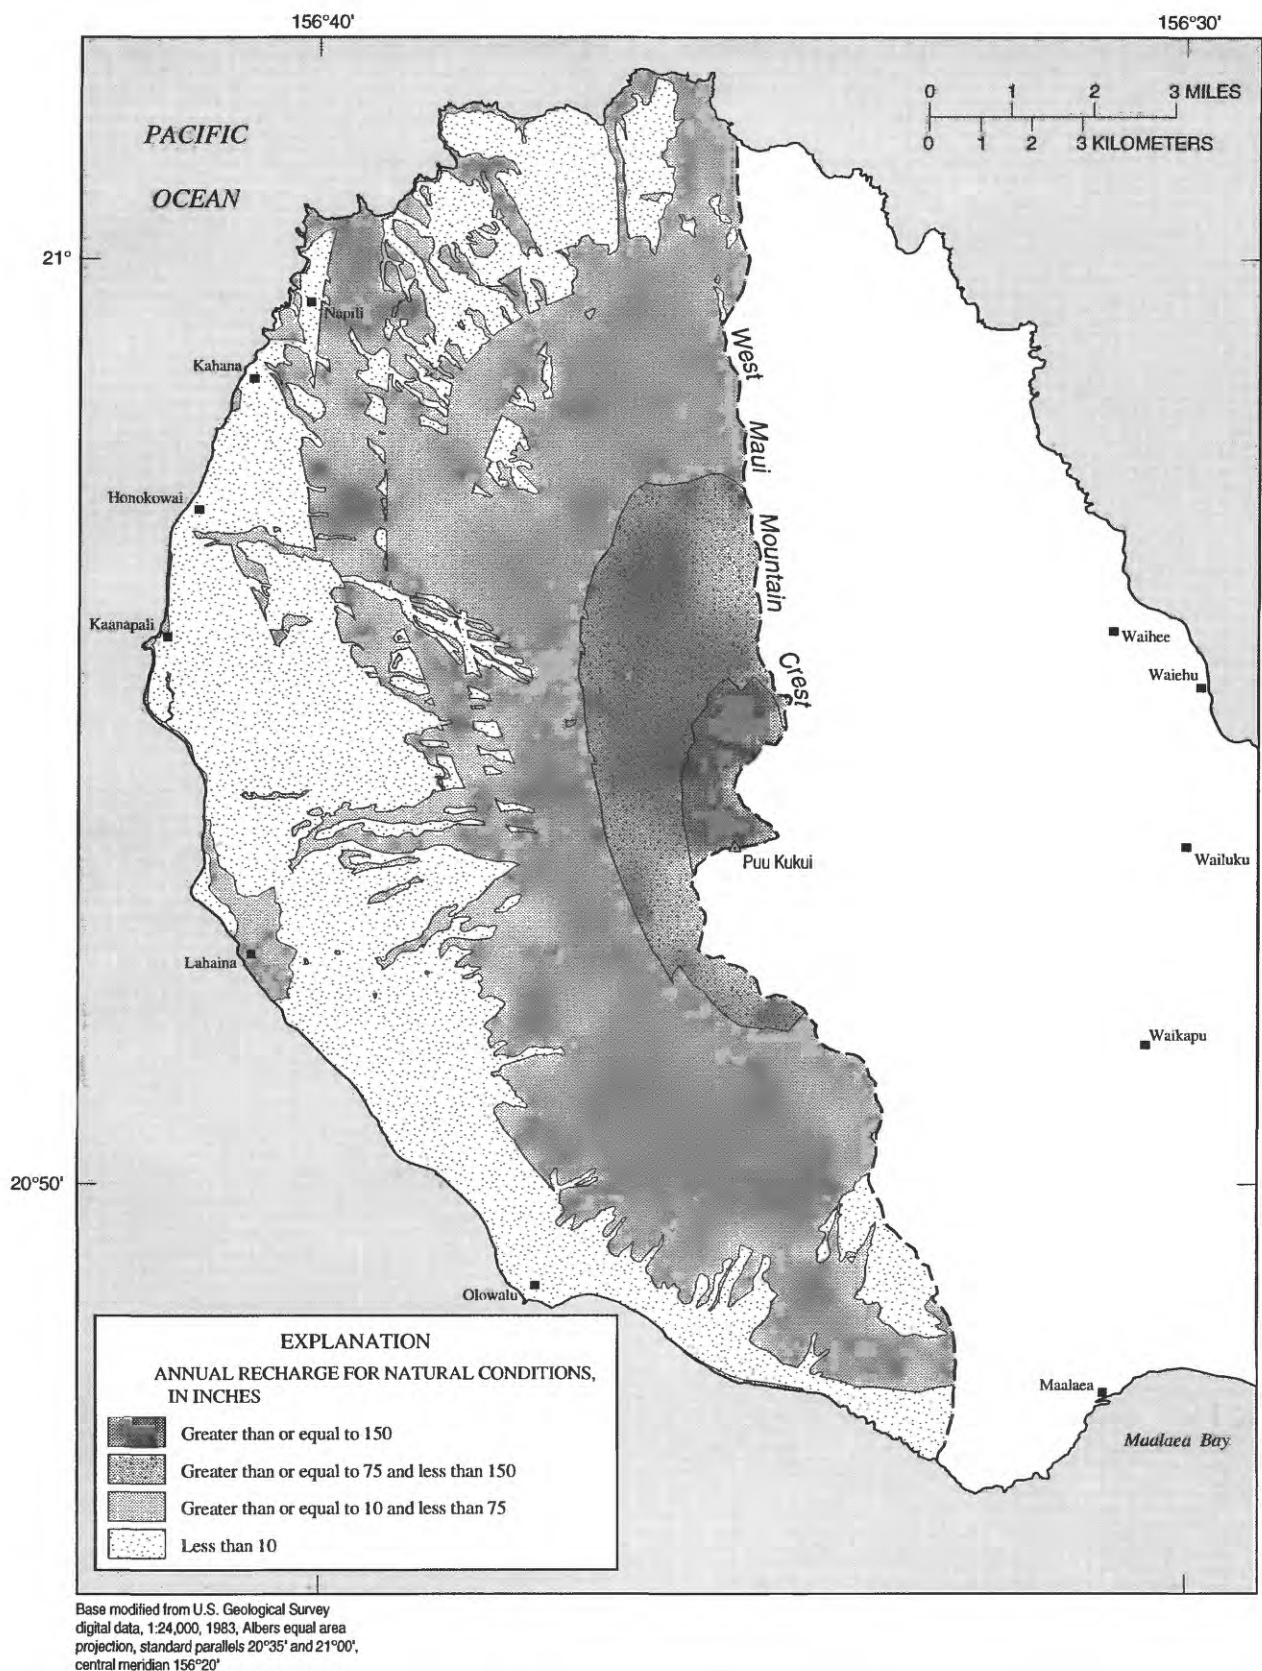 156°40'
156°30'
0 1 2 3 MILES
0 1 2 3 KILOMETERS
PACIFIC
OCEAN
21°
Napili
West Maui Mountain Crest
Kahana
Honokowai
Kaanapali
Waihee
Waiehu
Puu Kukui
Wailuku
Lahaina
Waikapu
20°50'
Olowalu
Maalaea
Maalaea Bay
EXPLANATION
ANNUAL RECHARGE FOR NATURAL CONDITIONS,
IN INCHES
Greater than or equal to 150
Greater than or equal to 75 and less than 150
Greater than or equal to 10 and less than 75
Less than 10
Base modified from U.S. Geological Survey
digital data, 1:24,000, 1983, Albers equal area
projection, standard parallels 20°35' and 21°00',
central meridian 156°20'